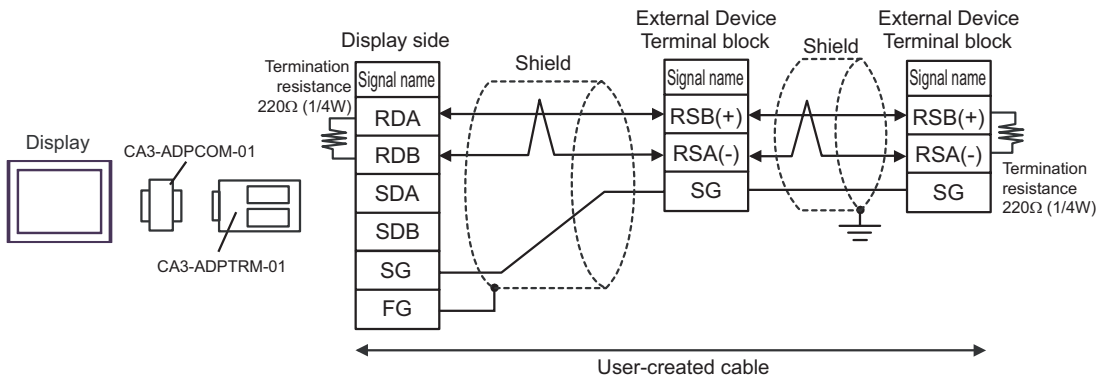 Display
CA3-ADPCOM-01
CA3-ADPTRM-01
Display side
Termination
resistance
220Ω (1/4W)
Signal name
RDA
RDB
SDA
SDB
SG
FG
Shield
External Device
Terminal block
Signal name
RSB(+)
RSA(-)
SG
Shield
External Device
Terminal block
Signal name
RSB(+)
RSA(-)
SG
Termination
resistance
220Ω (1/4W)
User-created cable